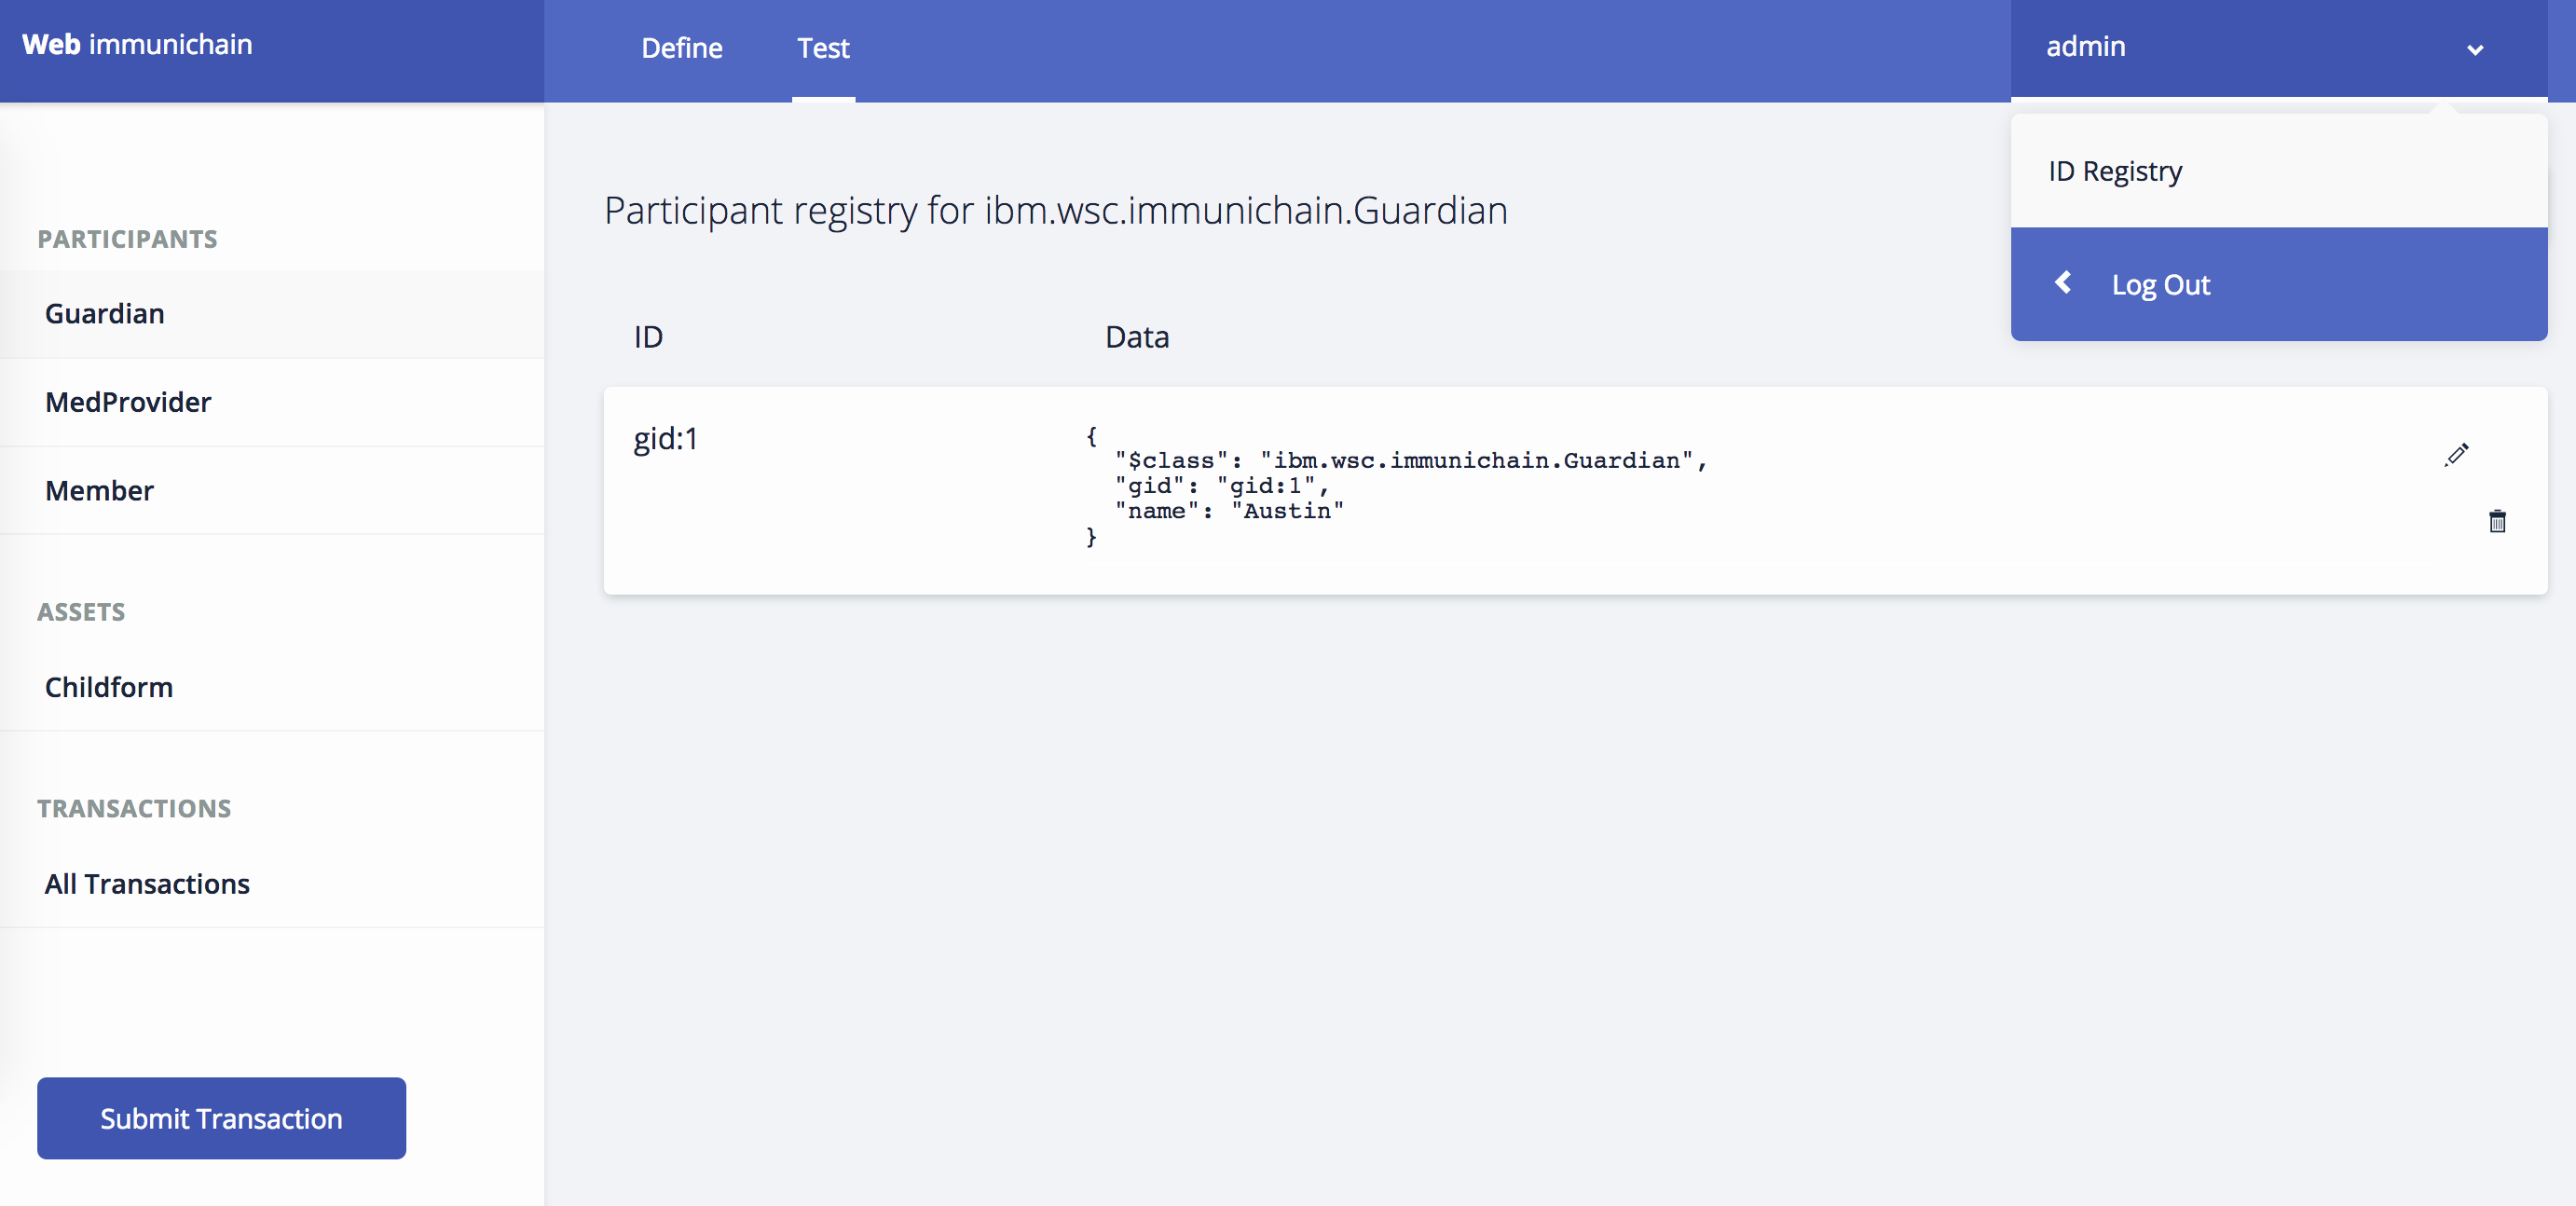 Web immunichain
Define
Test
admin
ID Registry
Log Out
PARTICIPANTS
Guardian
MedProvider
Member
ASSETS
Childform
TRANSACTIONS
All Transactions
Submit Transaction
Participant registry for ibm.wsc.immunichain.Guardian
ID
Data
gid:1
{
"$class": "ibm.wsc.immunichain.Guardian",
"gid": "gid:1",
"name": "Austin"
}